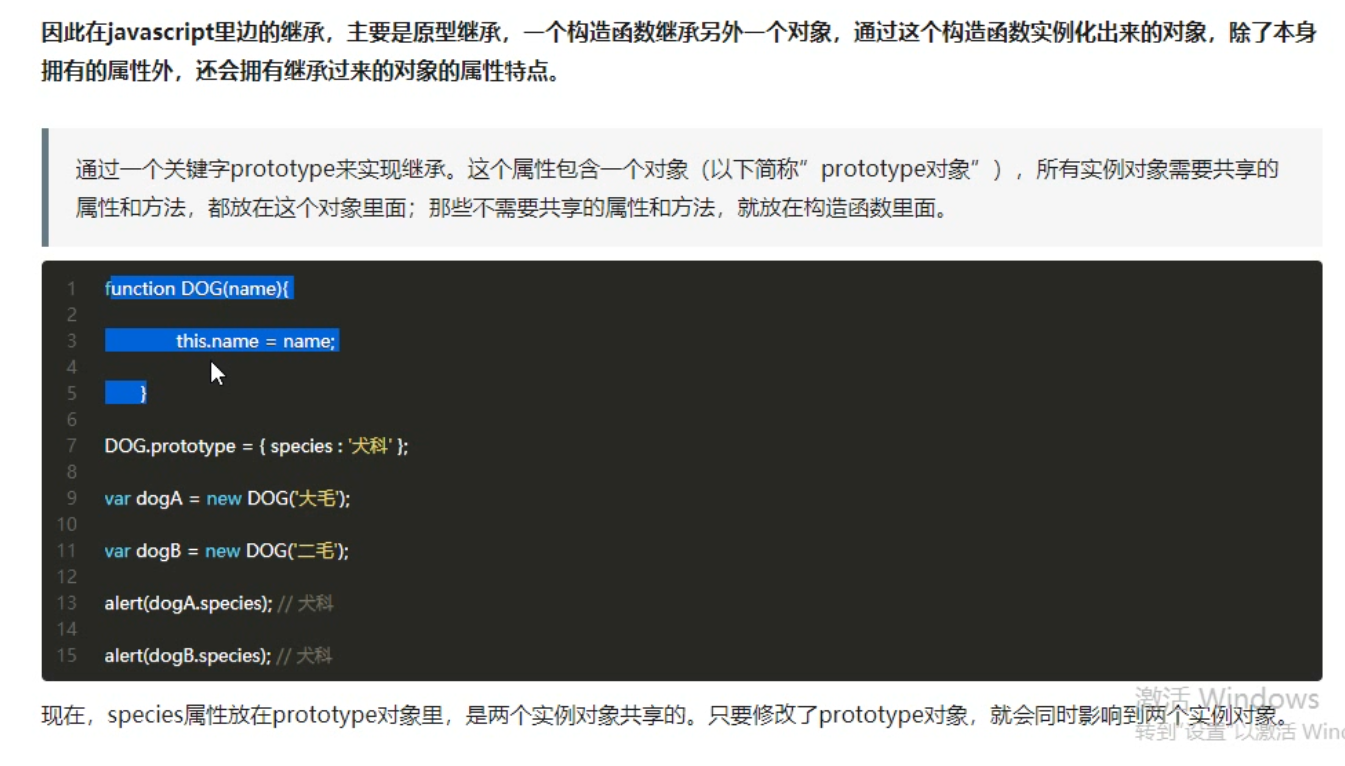 因此在javascript里边的继承，主要是原型继承，一个构造函数继承另外一个对象，通过这个构造函数实例化出来的对象，除了本身
拥有的属性外，还会拥有继承过来的对象的属性特点。
通过一个关键字prototype来实现继承。这个属性包含一个对象（以下简称”prototype对象”），所有实例对象需要共享的
属性和方法，都放在这个对象里面；那些不需要共享的属性和方法，就放在构造函数里面。
1 function DOG(name){
2
3 this.name = name;
4
5 }
6
7 DOG.prototype = { species : '犬科' };
8
9 var dogA = new DOG('大毛');
10
11 var dogB = new DOG('二毛');
12
13 alert(dogA.species); // 犬科
14
15 alert(dogB.species); // 犬科
现在，species属性放在prototype对象里，是两个实例对象共享的。只要修改了prototype对象，就会同时影响到两个实例对象。
激活 Windows
转到"设置"以激活 Wind